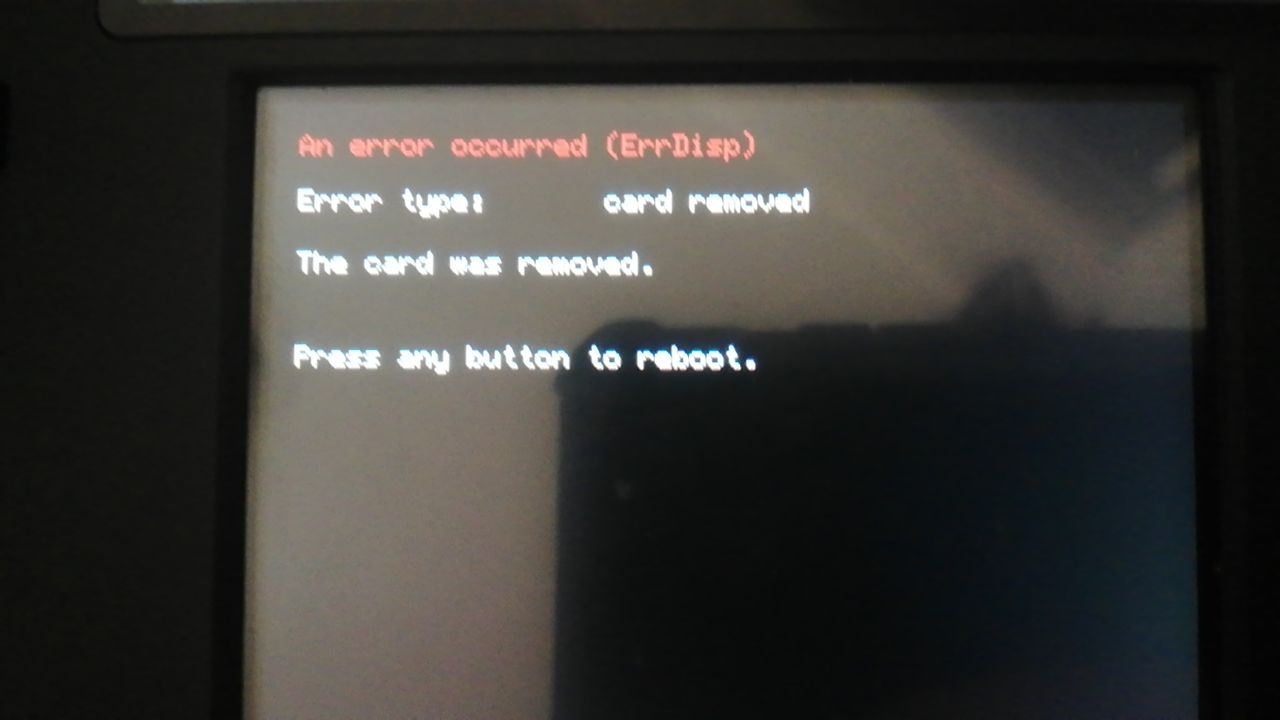 An error occurred (ErrDisp)
Error type: card removed
The card was removed.
Press any button to reboot.